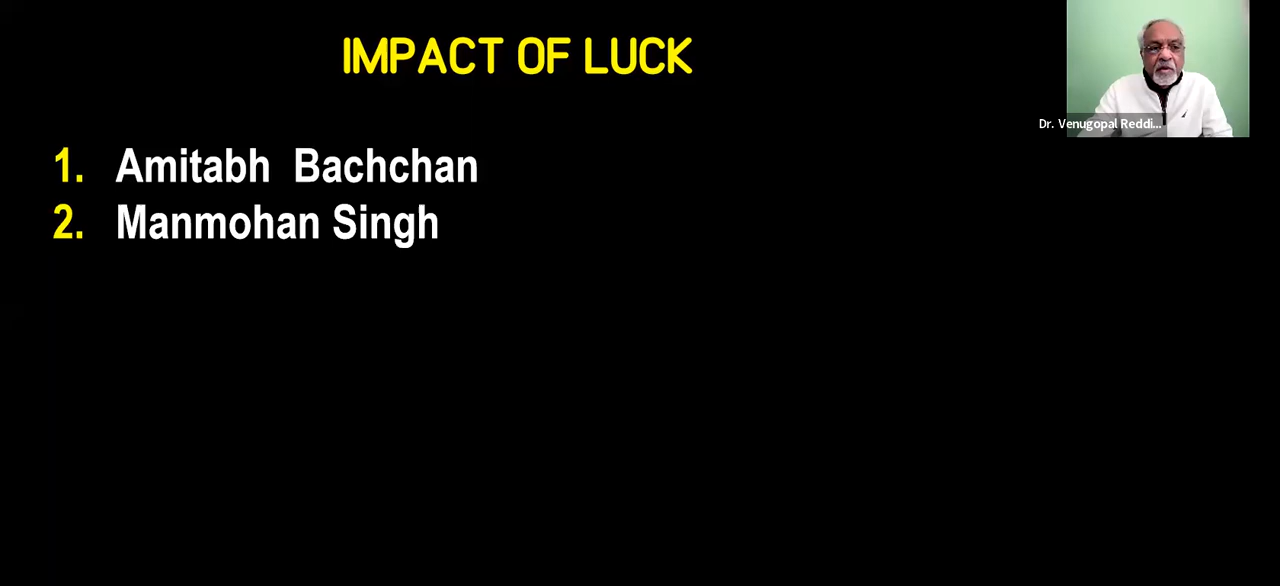 IMPACT OF LUCK
Dr. Venugopal Reddi...
1. Amitabh Bachchan
2. Manmohan Singh